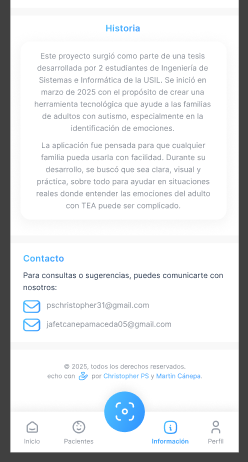 Historia
Este proyecto surgió como parte de una tesis
desarrollada por 2 estudiantes de Ingeniería de
Sistemas e Informática de la USIL. Se inició en
marzo de 2025 con el propósito de crear una
herramienta tecnológica que ayude a las familias
de adultos con autismo, especialmente en la
identificación de emociones.
La aplicación fue pensada para que cualquier
familia pueda usarla con facilidad. Durante su
desarrollo, se buscó que sea clara, visual y
práctica, sobre todo para ayudar en situaciones
reales donde entender las emociones del adulto
con TEA puede ser complicado.
Contacto
Para consultas o sugerencias, puedes comunicarte con
nosotros:
pschristopher31@gmail.com
jafetcanepamaceda05@gmail.com
© 2025, todos los derechos reservados.
echo con por Christopher PS y Martin Cánepa.
Inicio
Pacientes
Información
Perfil